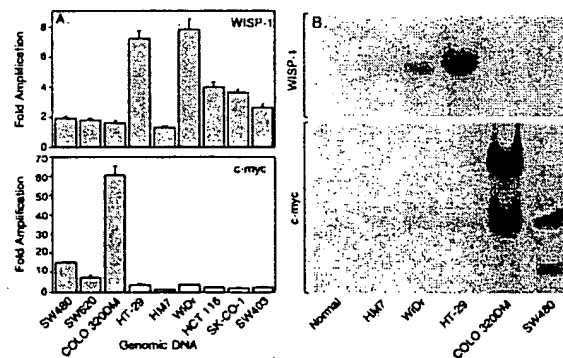 A.
WISP-1
Fold Amplification
8
6
4
2
0
c-myc
Fold Amplification
75
60
50
40
30
20
10
0
SW480
SW620
COLO 320DM
HT-29
HM7
WiDr
HCT 116
SK-CO-1
SW403
Genomic DNA
B.
WISP-1
c-myc
Normal
HM7
WiDr
HT-29
COLO 320DM
SW480